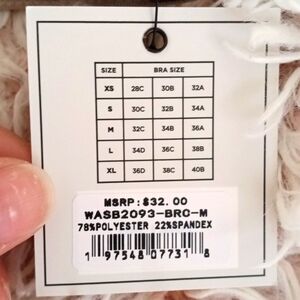 SIZE BRA SIZE
XS 28C 30B 32A
S 30C 32B 34A
M 32C 34B 36A
L 34D 36C 38B
XL 36D 38C 40B
MSRP:$32.00
WASB2093-BRC-M
78%POLYESTER 22%SPANDEX
1 97548 07731 8